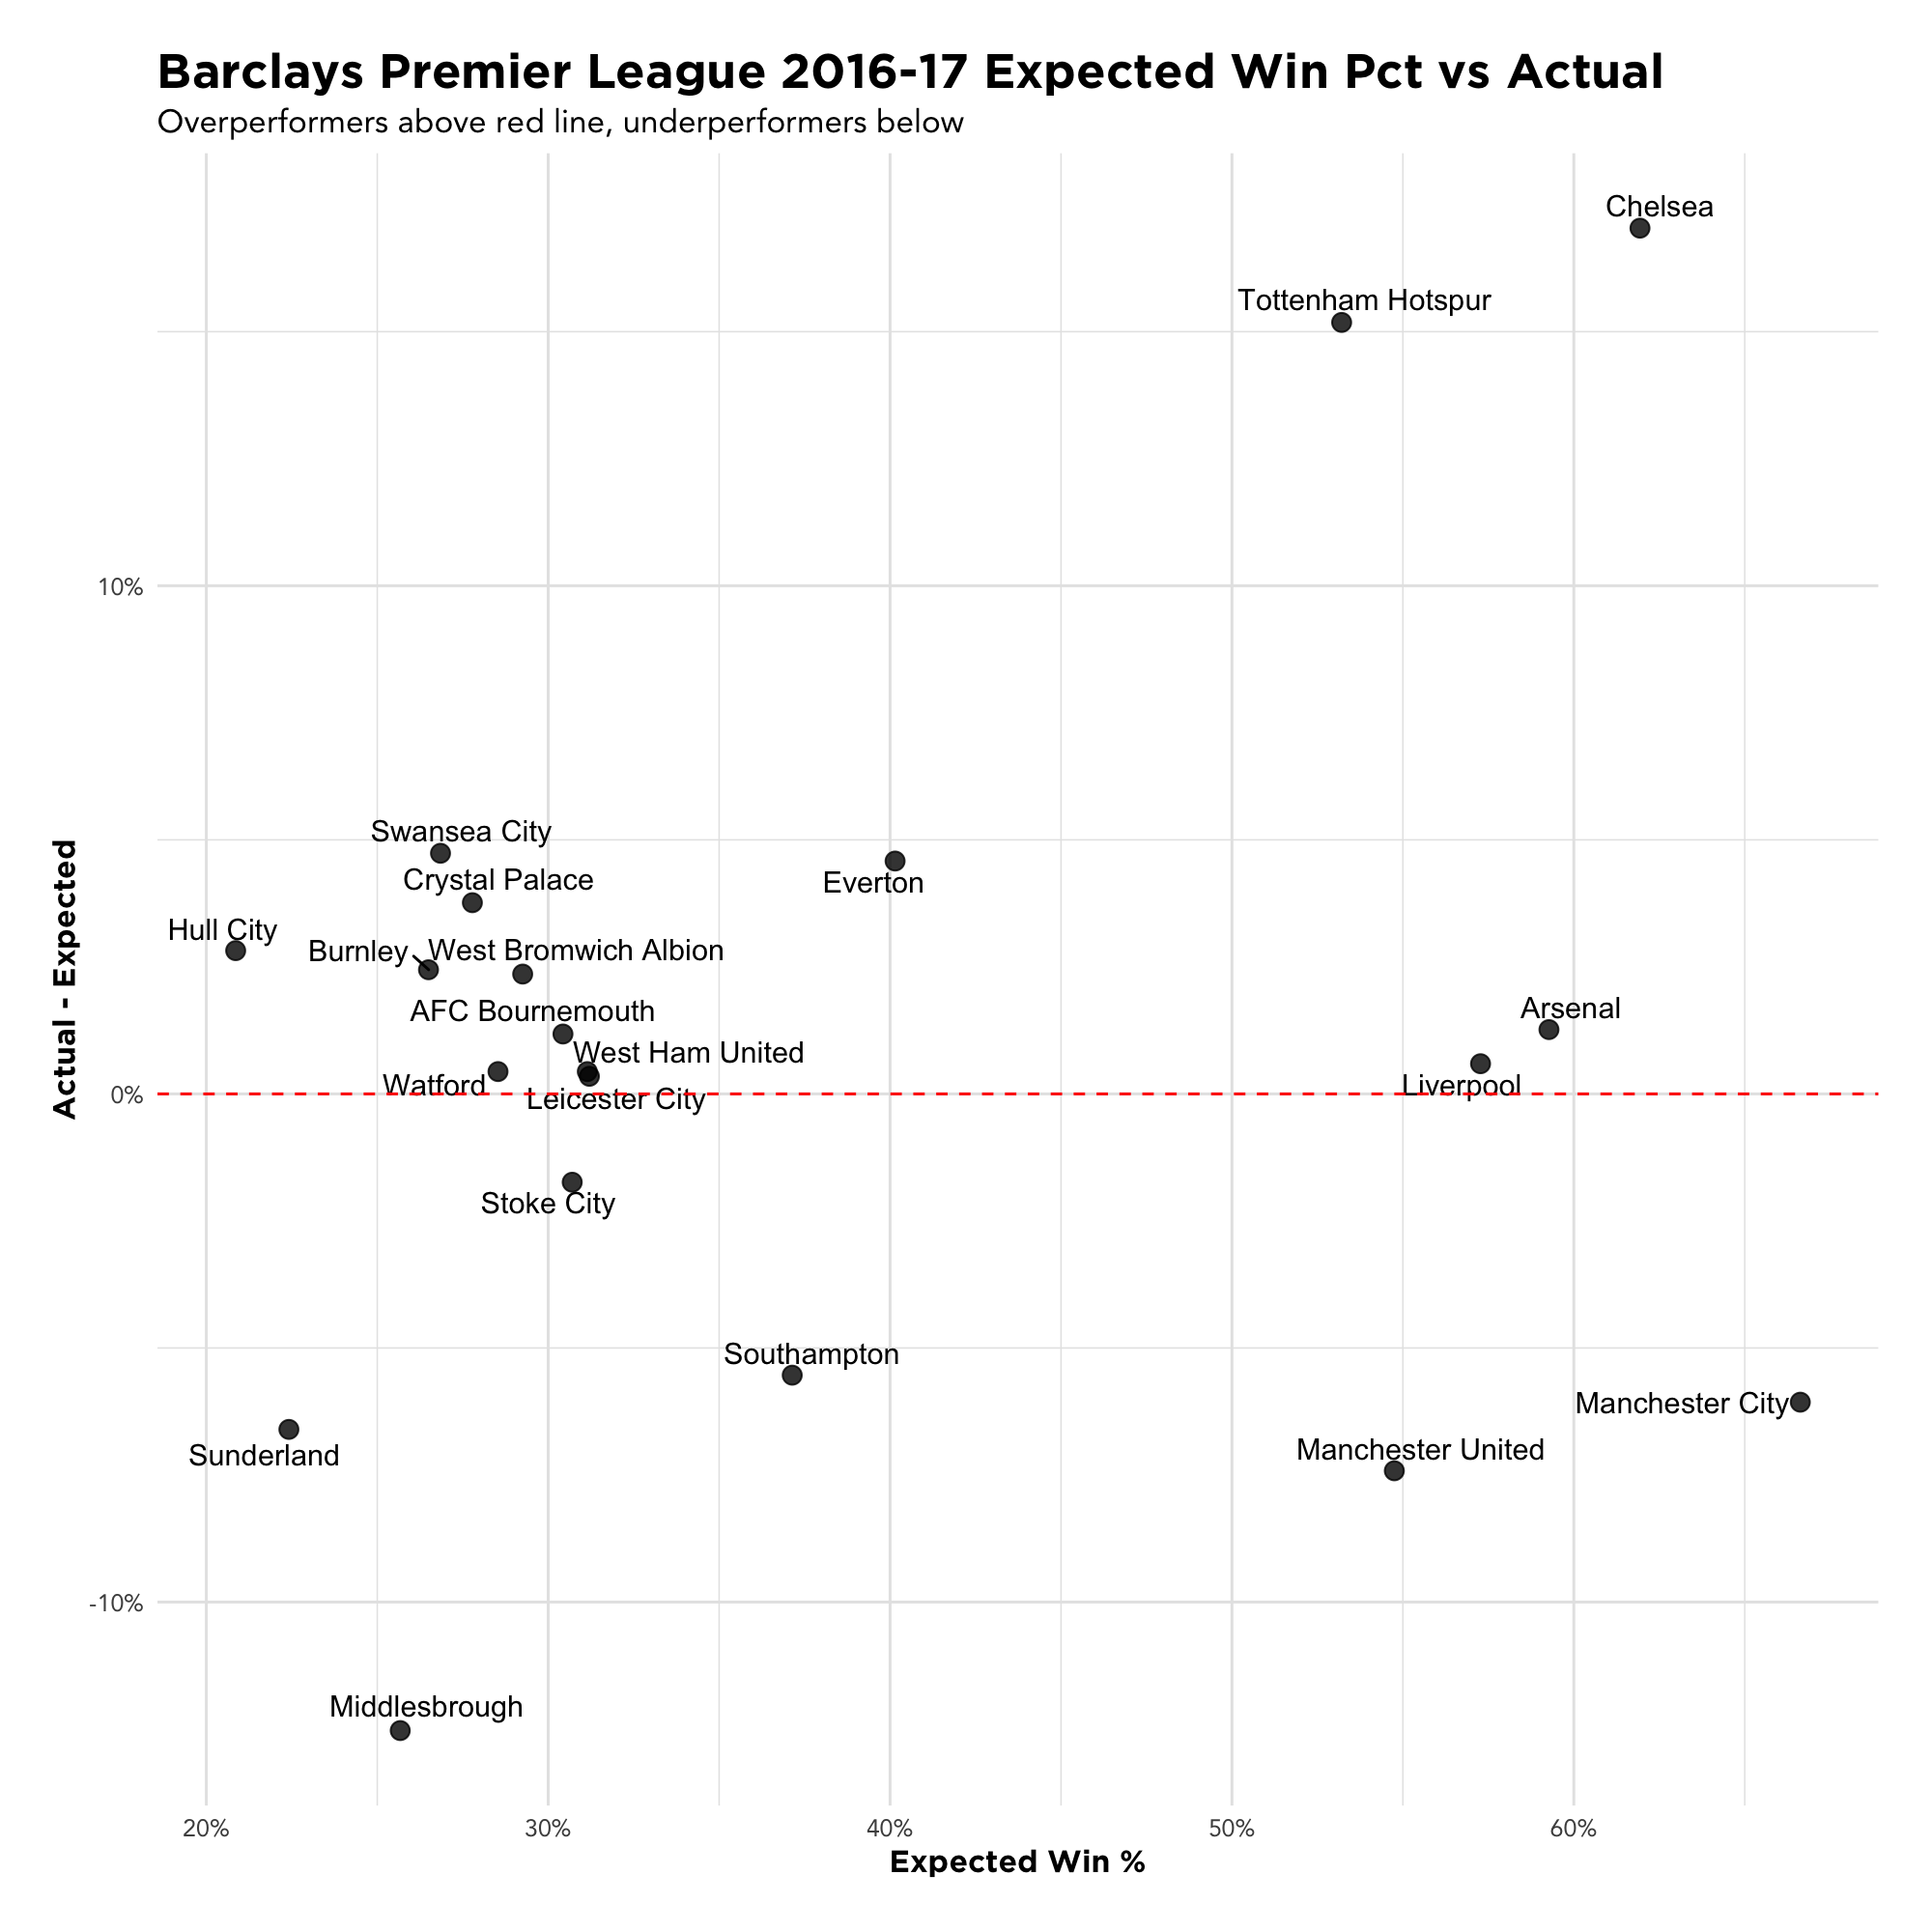 Barclays Premier League 2016-17 Expected Win Pct vs Actual
Overperformers above red line, underperformers below
Chelsea
Tottenham Hotspur
10%
Swansea City
Crystal Palace
Everton
Hull City
Burnley
West Bromwich Albion
AFC Bournemouth
Arsenal
West Ham United
Watford
Liverpool
0%
Leicester City
Actual - Expected
Stoke City
Southampton
Manchester City
Manchester United
Sunderland
-10%
Middlesbrough
20%
30%
40%
50%
60%
Expected Win %